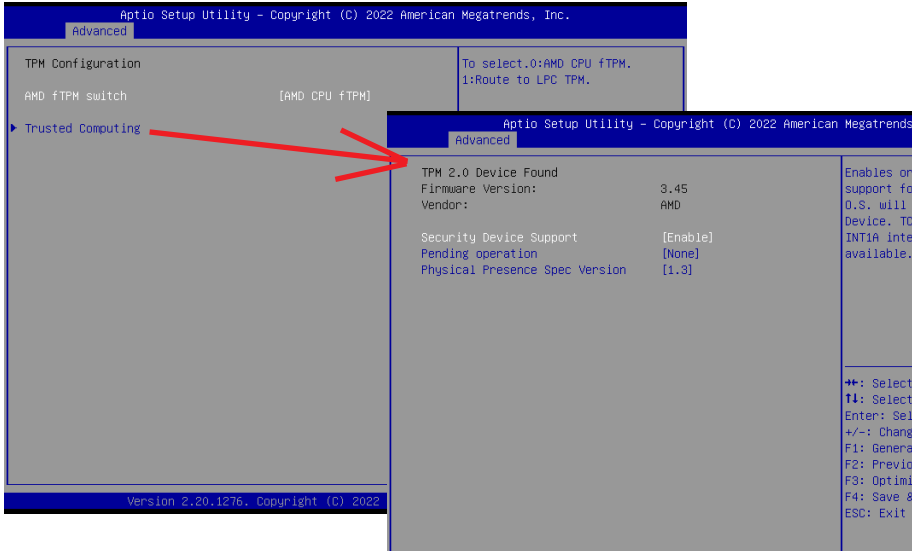 Aptio Setup Utility – Copyright (C) 2022 American Megatrends, Inc.
Advanced
TPM Configuration
AMD fTPM switch [AMD CPU fTPM]
Trusted Computing
To select.0:AMD CPU fTPM.
1:Route to LPC TPM.
Version 2.20.1276. Copyright (C) 2022
Aptio Setup Utility – Copyright (C) 2022 American Megatrends
Advanced
TPM 2.0 Device Found
Firmware Version: 3.45
Vendor: AMD
Security Device Support [Enable]
Pending operation [None]
Physical Presence Spec Version [1.3]
Enables or
support fo
O.S. will
Device. TC
INT1A inte
available.
→←: Select
↑↓: Select
Enter: Sel
+/-: Chang
F1: Genera
F2: Previo
F3: Optimi
F4: Save &
ESC: Exit